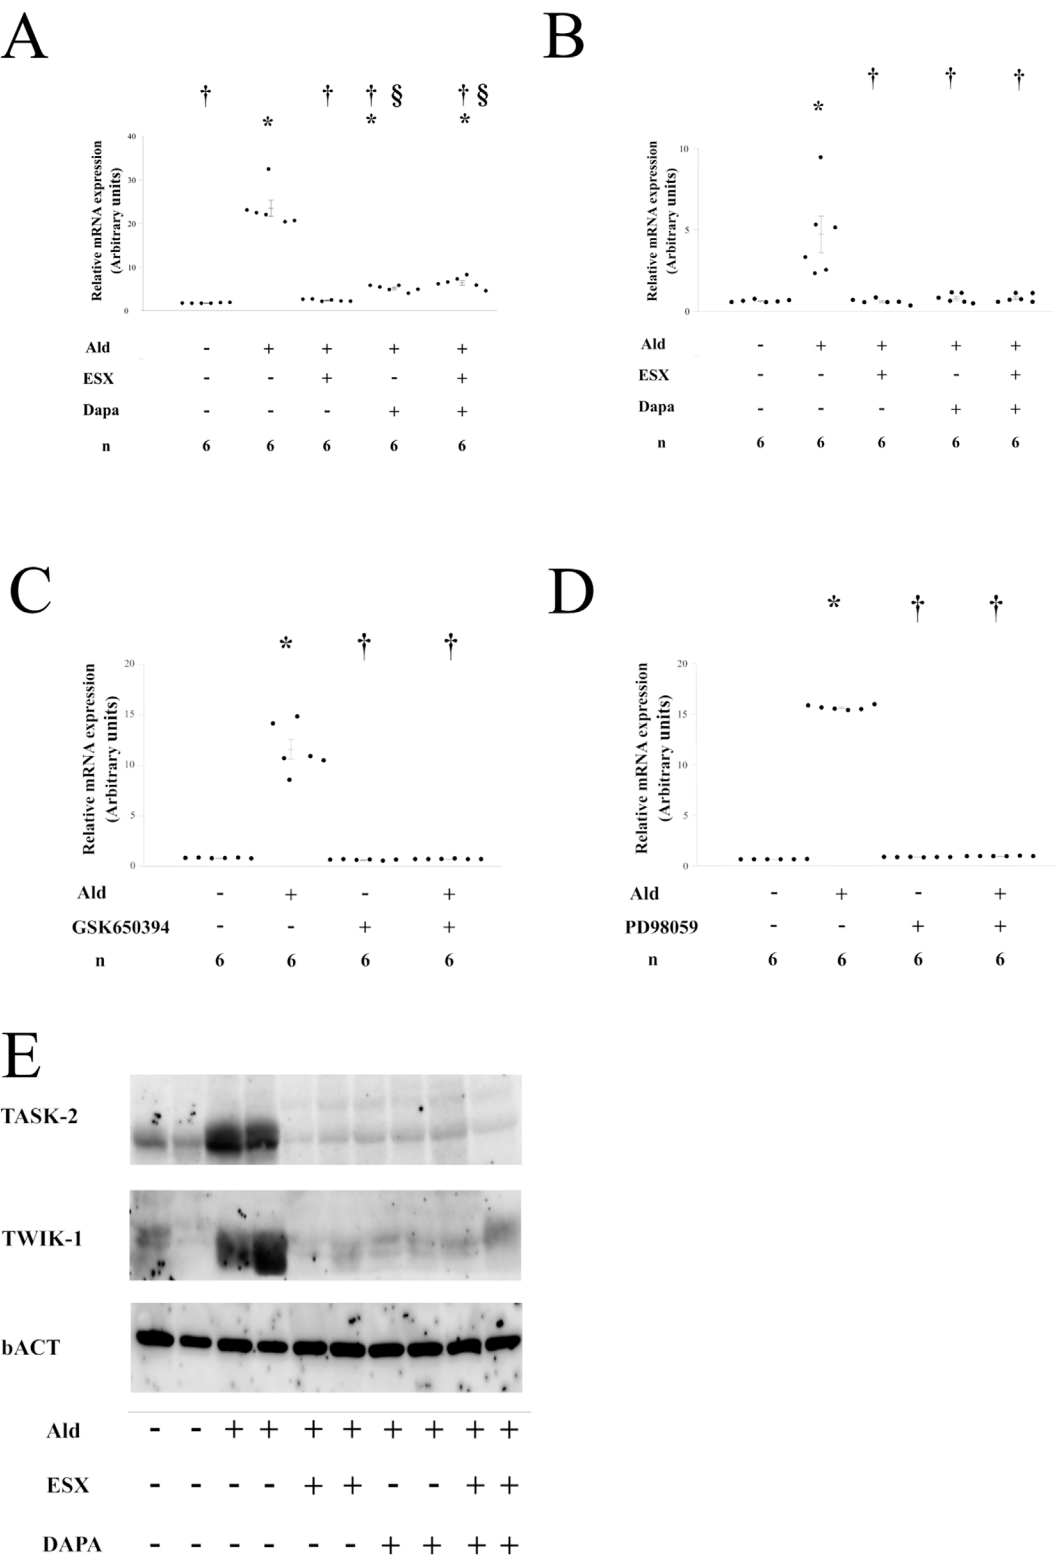 A
† † † § † §
* * *
Relative mRNA expression
(Arbitrary units)
40
30
20
10
0
Ald - + + + +
ESX - - + - +
Dapa - - - + +
n 6 6 6 6 6
B
† † †
*
Relative mRNA expression
(Arbitrary units)
10
5
0
Ald - + + + +
ESX - - + - +
Dapa - - - + +
n 6 6 6 6 6
C
* † †
Relative mRNA expression
(Arbitrary units)
20
15
10
5
0
Ald - + - +
GSK650394 - - + +
n 6 6 6 6
D
* † †
Relative mRNA expression
(Arbitrary units)
20
15
10
5
0
Ald - + - +
PD98059 - - + +
n 6 6 6 6
E
TASK-2
TWIK-1
bACT
Ald - - + + + + + + + +
ESX - - - - + + - - + +
DAPA - - - - - - + + + +